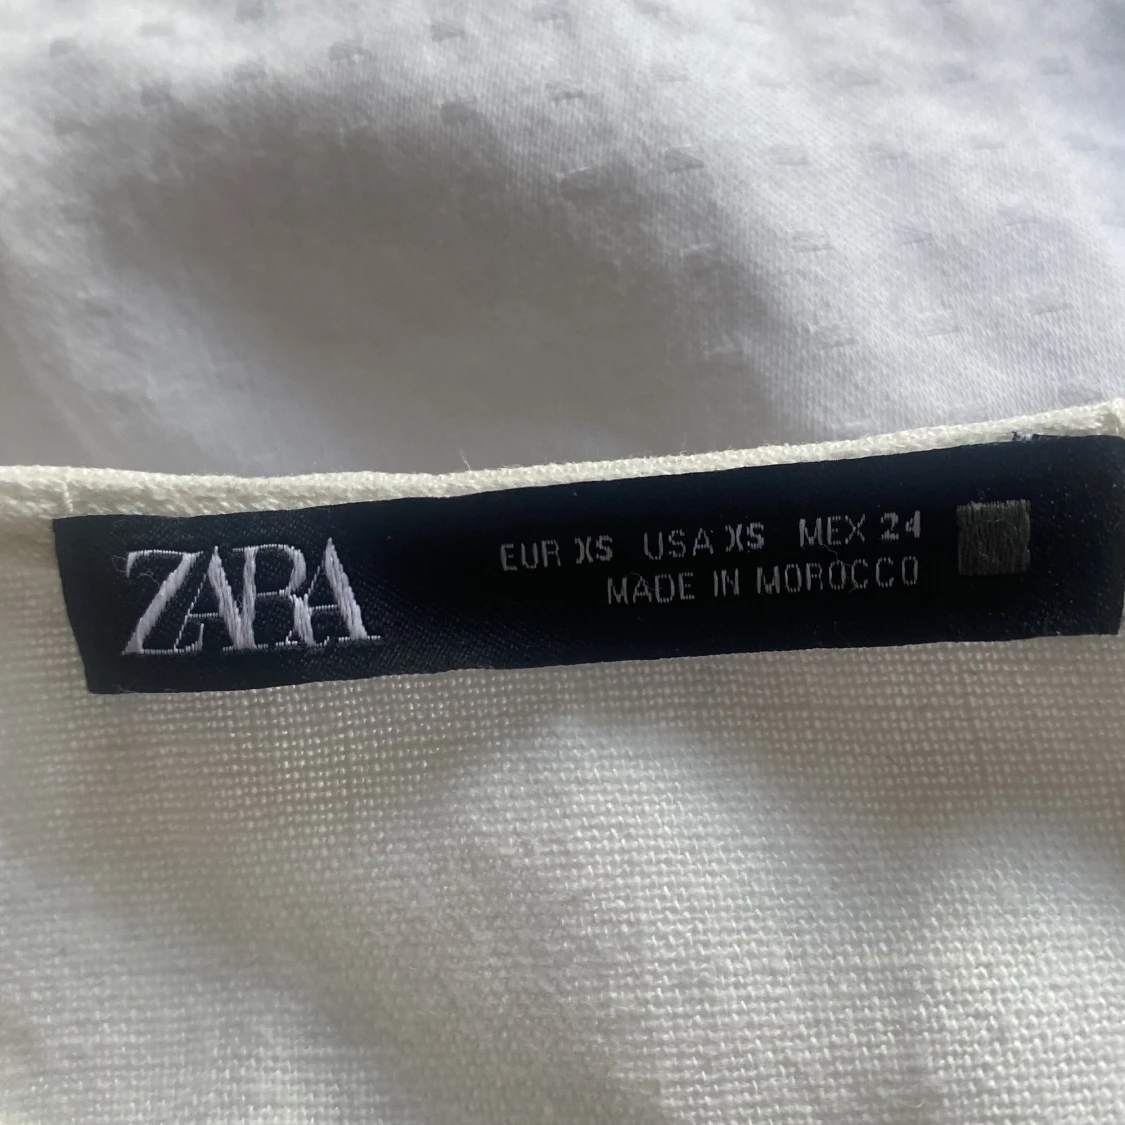 ZARA
EUR XS USA XS MEX 24
MADE IN MOROCCO